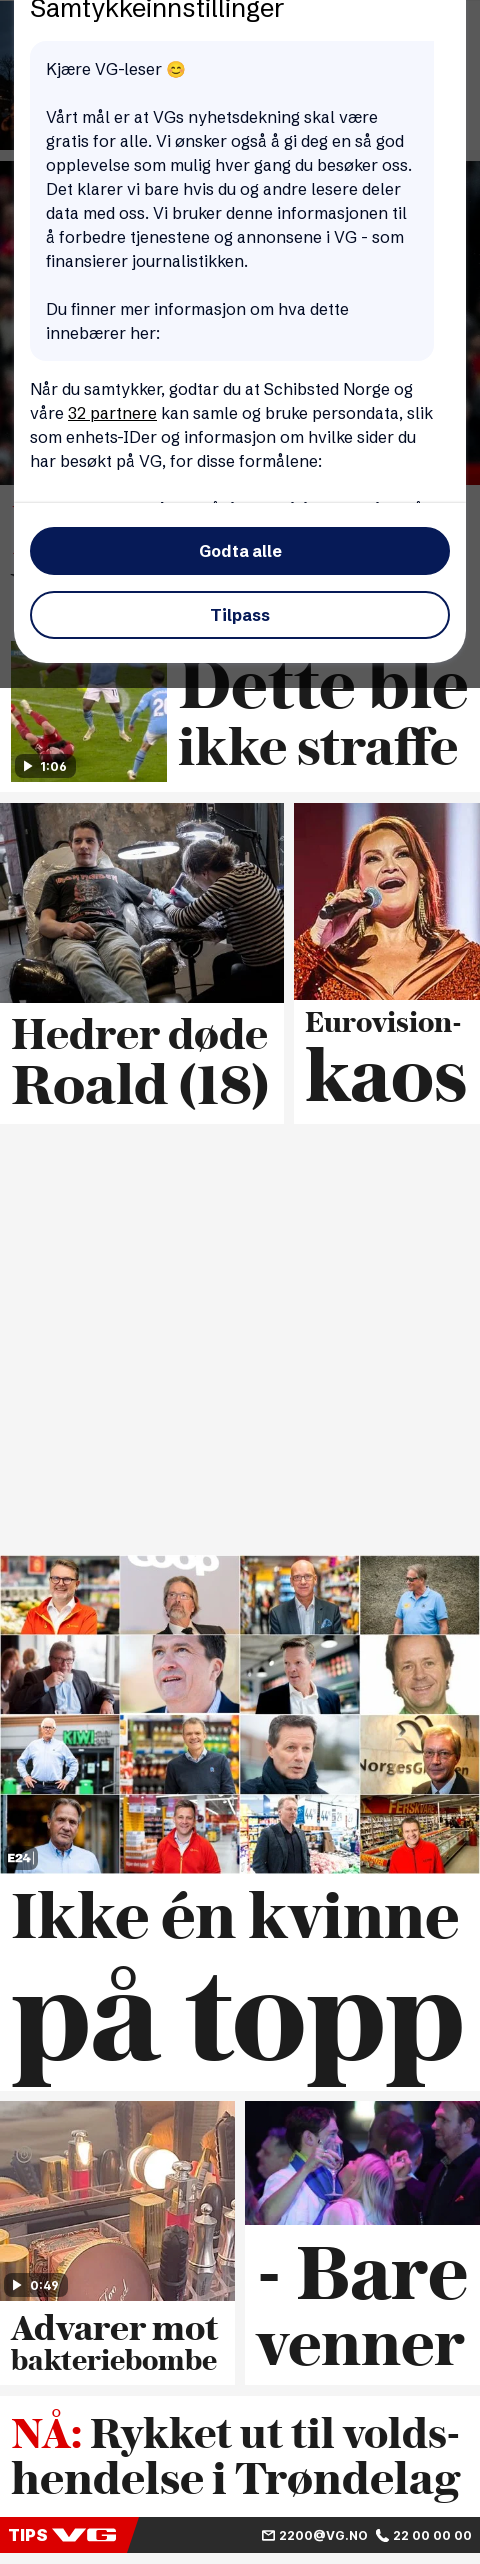 Samtykkeinnstillinger
Kjære VG-leser 😊
Vårt mål er at VGs nyhetsdekning skal være
gratis for alle. Vi ønsker også å gi deg en så god
opplevelse som mulig hver gang du besøker oss.
Det klarer vi bare hvis du og andre lesere deler
data med oss. Vi bruker denne informasjonen til
å forbedre tjenestene og annonsene i VG - som
finansierer journalistikken.
Du finner mer informasjon om hva dette
innebærer her:
Når du samtykker, godtar du at Schibsted Norge og
våre 32 partnere kan samle og bruke persondata, slik
som enhets-IDer og informasjon om hvilke sider du
har besøkt på VG, for disse formålene:
Godta alle
Tilpass
Dette ble
ikke straffe
1:06
Hedrer døde
Roald (18)
Eurovision-
kaos
coop
KIWI
NorgesGruppen
FERSKVARE
E24
Ikke én kvinne
på topp
0:49
Advarer mot
bakteriebombe
- Bare
venner
NÅ: Rykket ut til volds-
hendelse i Trøndelag
TIPS VG 2200@VG.NO 22 00 00 00